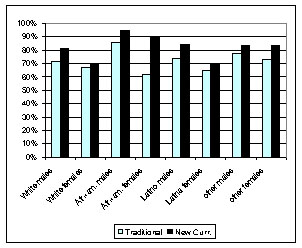 100%
90%
80%
70%
60%
50%
40%
30%
20%
10%
0%
White males
White females
Afr.-am. males
Afr.-am. females
Latino males
Latina females
other males
other females
Traditional New Curr.